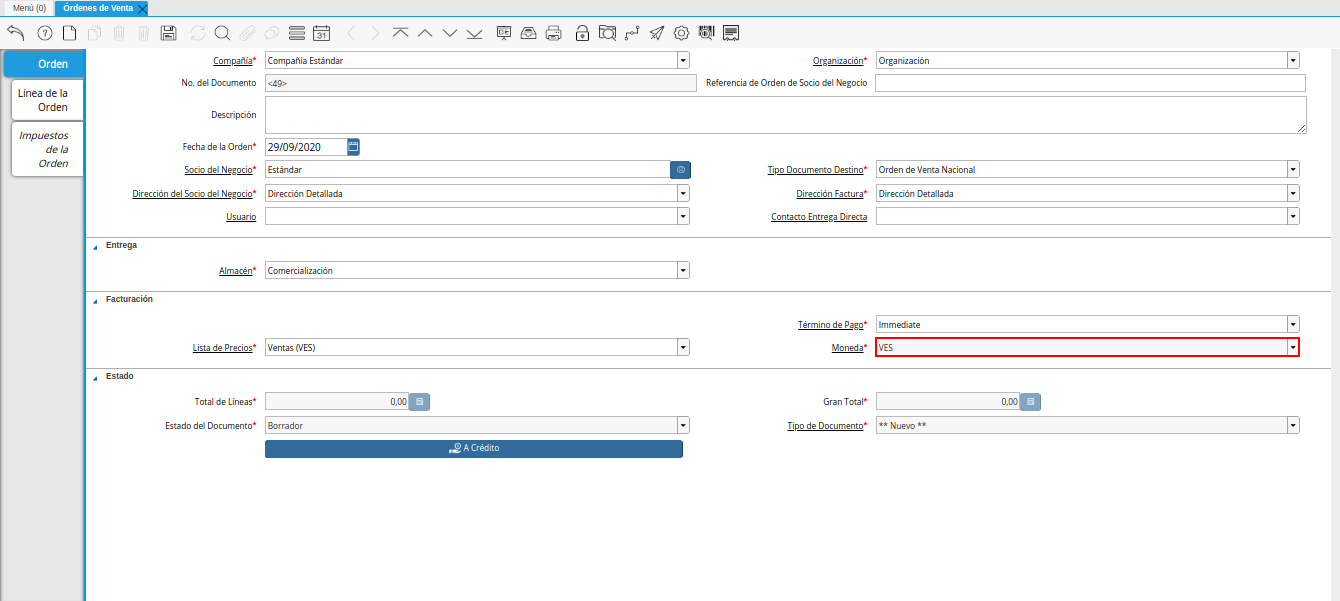 Menú (0) Órdenes de Venta
31
Orden
Línea de la
Orden
Impuestos
de la
Orden
Compañía* Compañía Estándar Organización* Organización
No. del Documento <49> Referencia de Orden de Socio del Negocio
Descripción
Fecha de la Orden* 29/09/2020
Socio del Negocio* Estándar Tipo Documento Destino* Orden de Venta Nacional
Dirección del Socio del Negocio* Dirección Detallada Dirección Factura* Dirección Detallada
Usuario Contacto Entrega Directa
Entrega
Almacén* Comercialización
Facturación
Término de Pago* Immediate
Lista de Precios* Ventas (VES) Moneda* VES
Estado
Total de Líneas* 0,00 Gran Total* 0,00
Estado del Documento* Borrador Tipo de Documento* ** Nuevo **
A Crédito